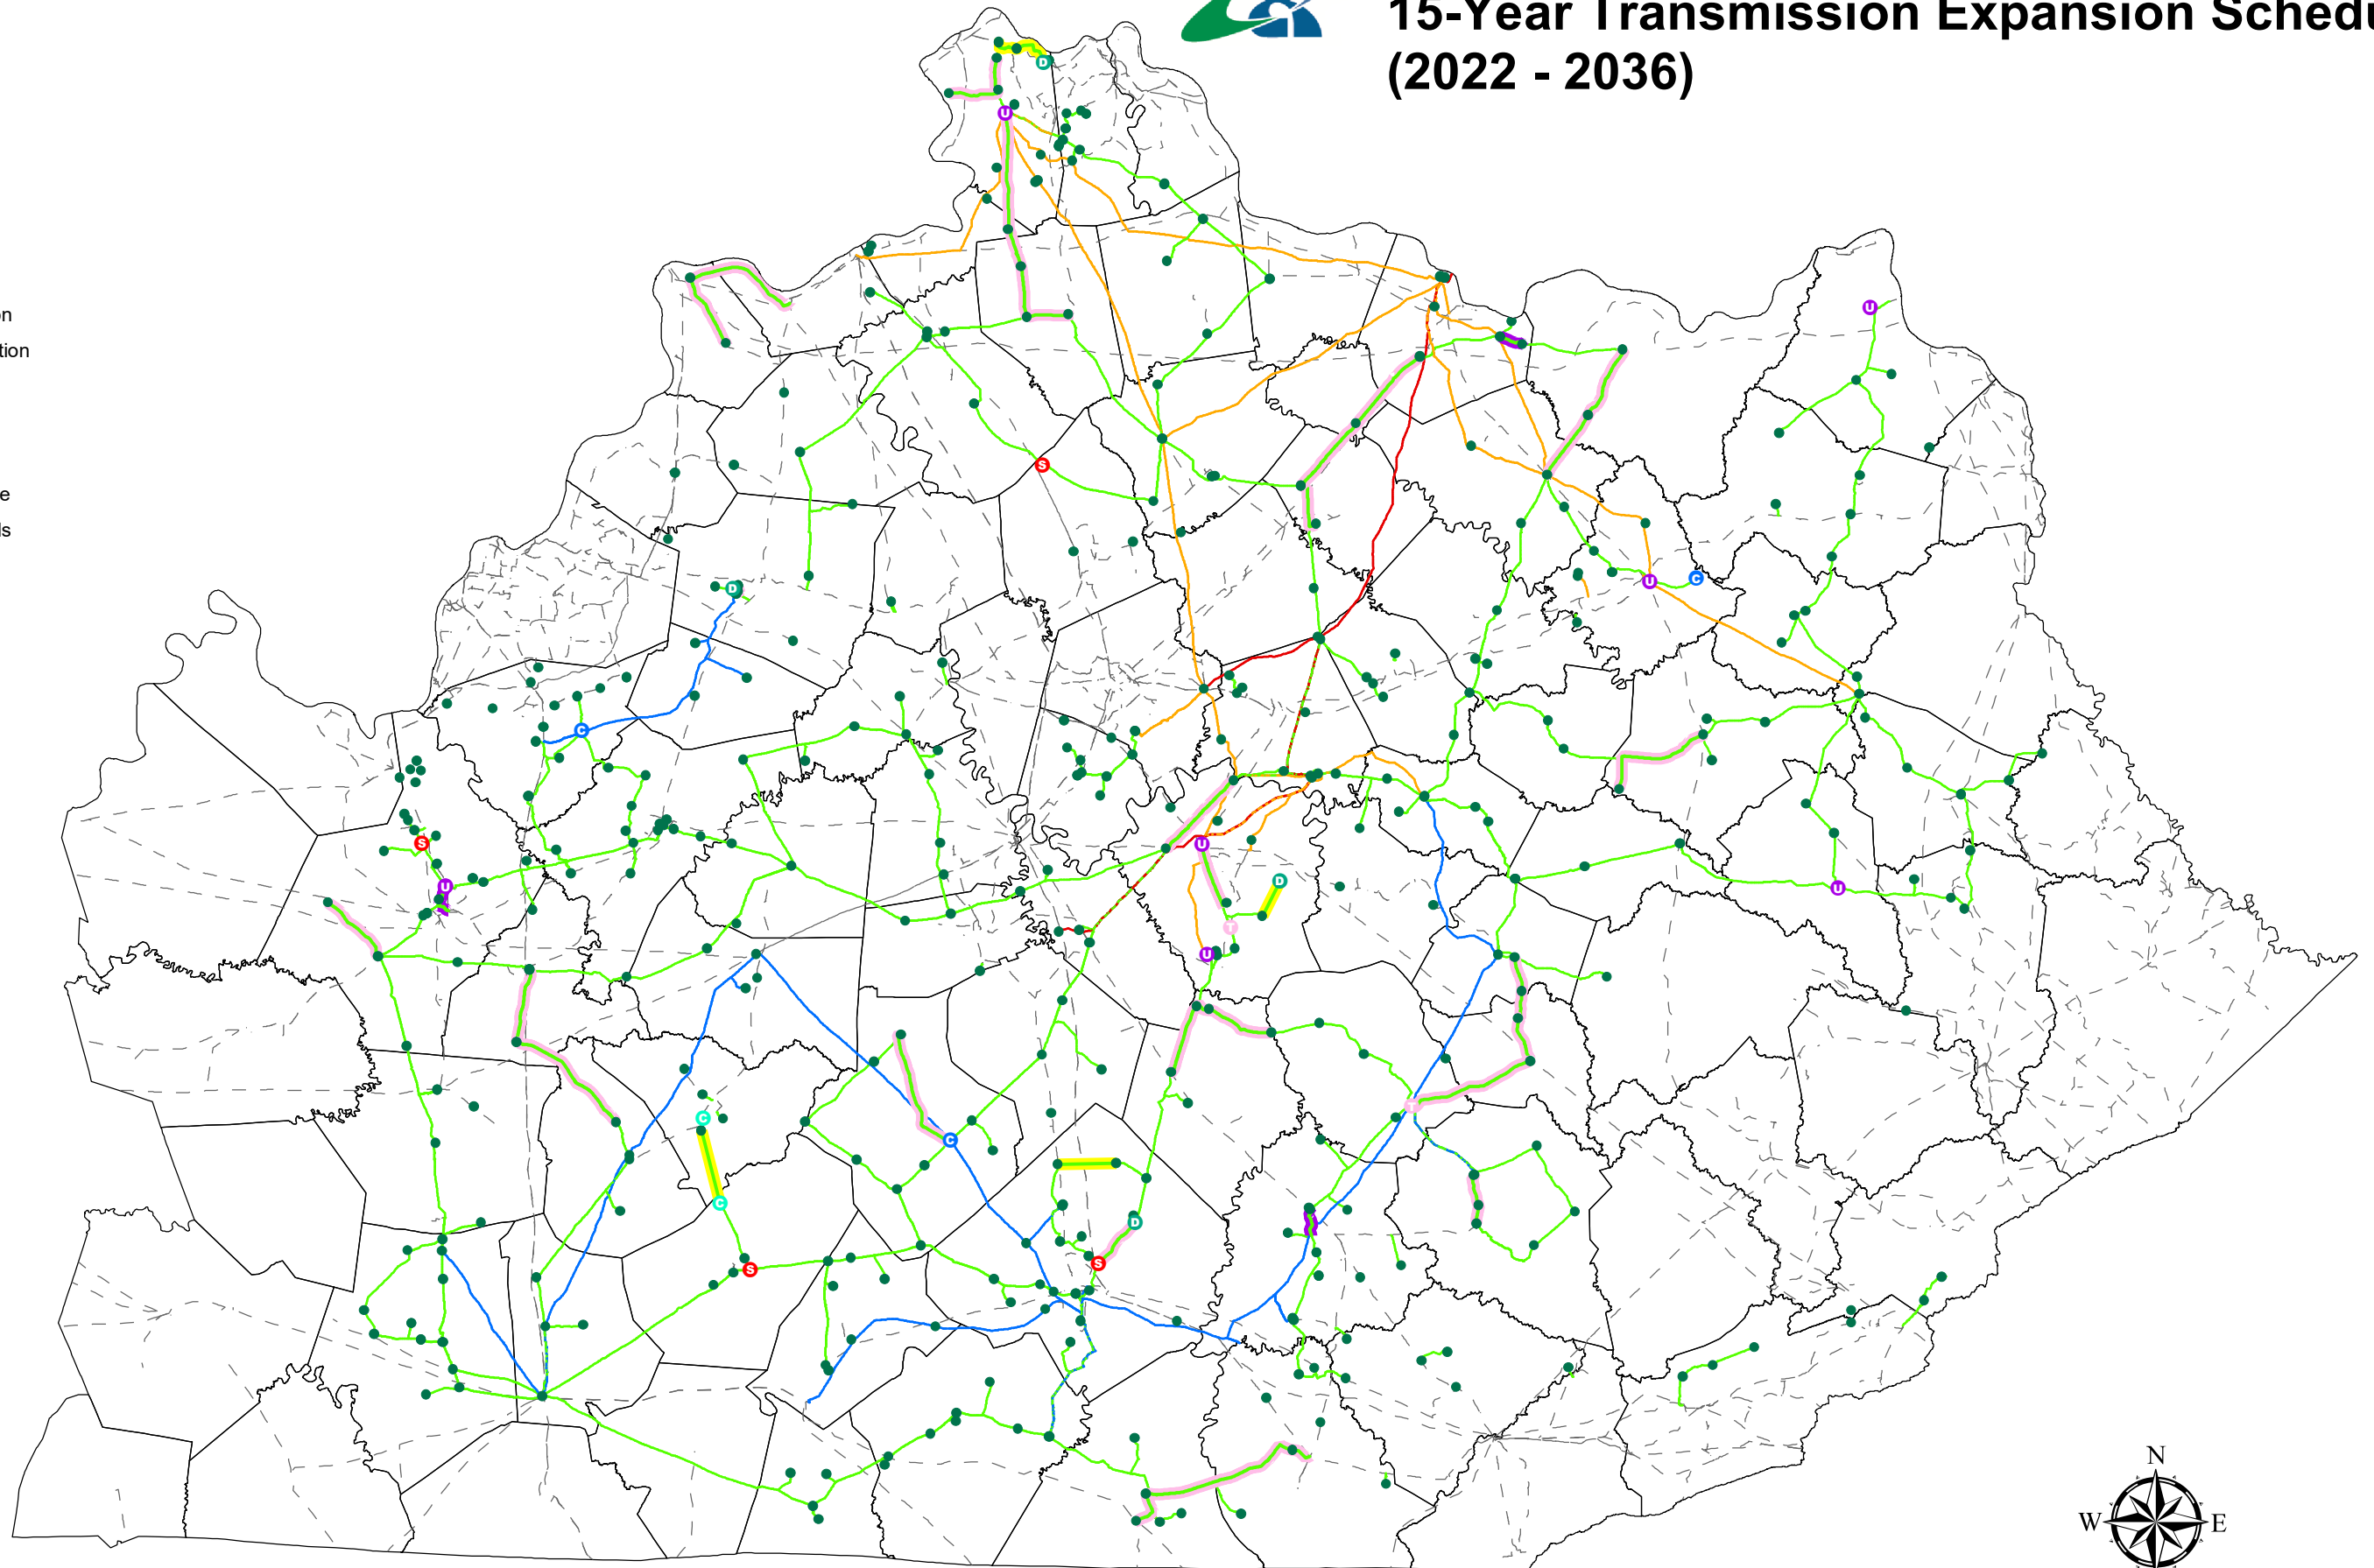 15-Year Transmission Expansion Schedu
(2022 - 2036)
on
tion
e
ls
D
U
U
S
D
U
C
C
S
U
U
D
U
T
U
C
C
T
C
D
S
S
N
W
E